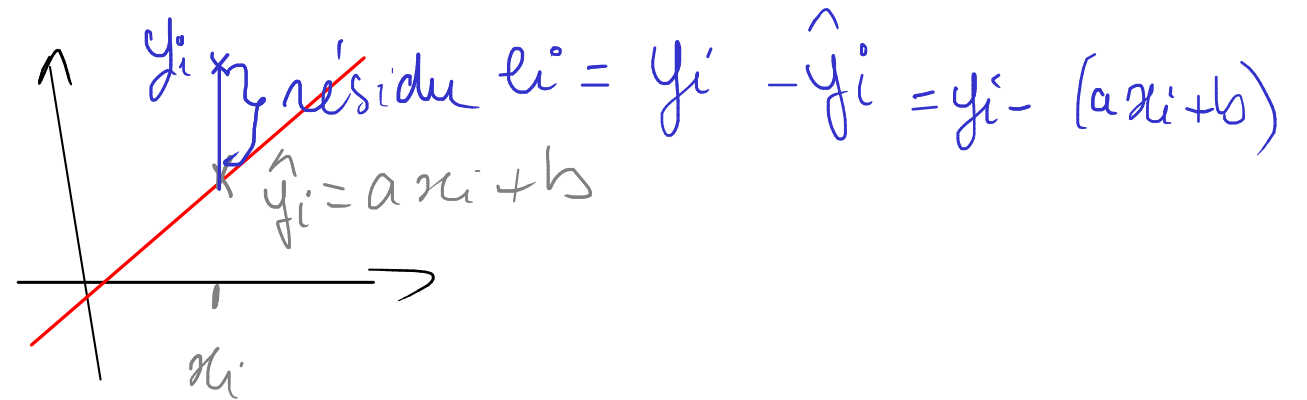 yi résidu ei = yi - ŷi = yi - (axi+b)
ŷi = axi+b
xi